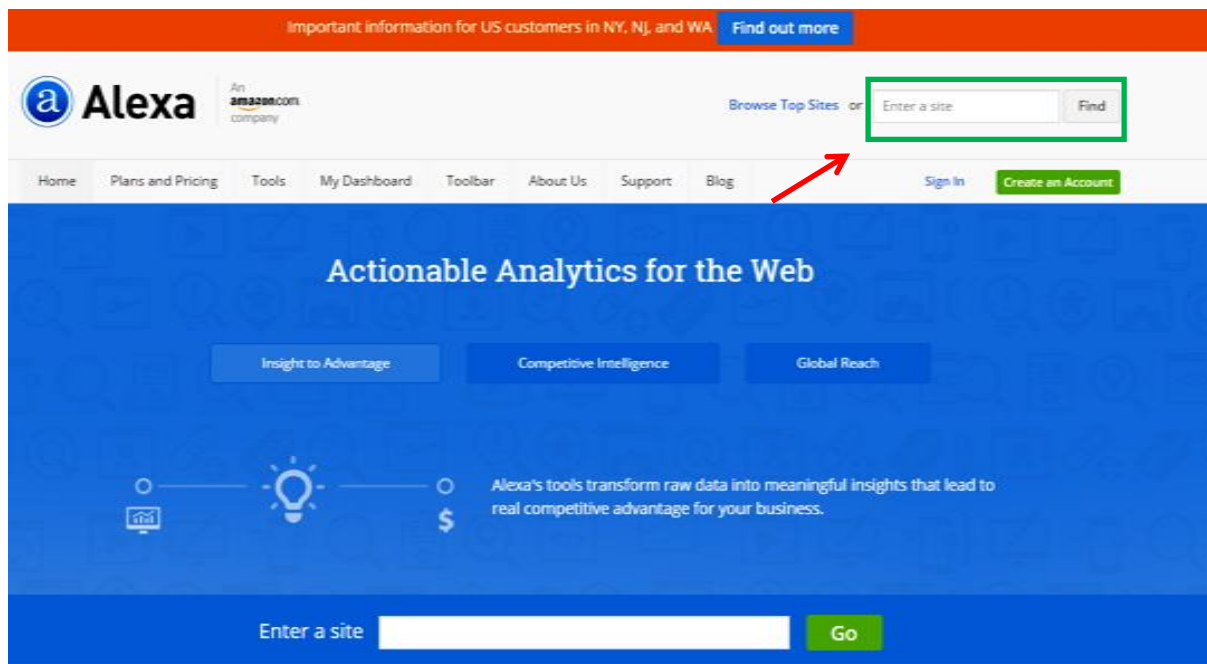 Important information for US customers in NY, NJ, and WA Find out more
a Alexa
An
amazon.com
company
Browse Top Sites or Enter a site Find
Home Plans and Pricing Tools My Dashboard Toolbar About Us Support Blog Sign In Create an Account
Actionable Analytics for the Web
Insight to Advantage Competitive Intelligence Global Reach
Alexa's tools transform raw data into meaningful insights that lead to
$ real competitive advantage for your business.
Enter a site Go